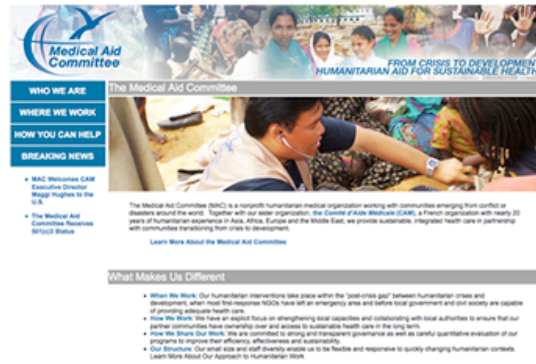 Medical Aid
Committee
FROM CRISIS TO DEVELOPMENT
HUMANITARIAN AID FOR SUSTAINABLE HEALTH
WHO WE ARE
WHERE WE WORK
HOW YOU CAN HELP
BREAKING NEWS
MAC Welcomes CAM
Executive Director
Maggi Hughes to the
U.S.
The Medical Aid
Committee Receives
501(c)3 Status
The Medical Aid Committee
The Medical Aid Committee (MAC) is a nonprofit humanitarian medical organization working with communities emerging from conflict or
disasters around the world. Together with our sister organization, the Comité d'Aide Médicale (CAM), a French organization with nearly 20
years of humanitarian experience in Asia, Africa, Europe and the Middle East, we provide sustainable, integrated health care in partnership
with communities transitioning from crisis to development.
Learn More About the Medical Aid Committee
What Makes Us Different
When We Work: Our humanitarian interventions take place within the "post-crisis gap" between humanitarian crises and
development, when most first-response NGOs have left an emergency area and before local government and civil society are capable
of providing adequate health care.
How We Work: We have an explicit focus on strengthening local capacities and collaborating with local authorities to ensure that our
partner communities have ownership over and access to sustainable health care in the long term.
How We Share Our Work: We are committed to strong and transparent governance as well as careful quantitative evaluation of our
programs to improve their efficiency, effectiveness and sustainability.
Our Structure: Our small size and staff diversity enable us to be flexible and responsive to quickly changing humanitarian contexts.
Learn More About Our Approach to Humanitarian Work